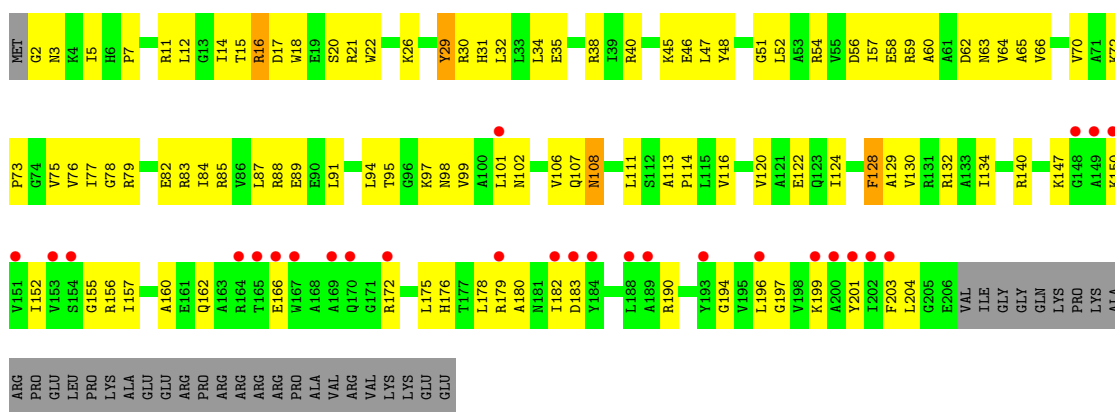 MET G2 N3 K4 I5 H6 P7 R11 L12 G13 I14 T15 R16 D17 W18 E19 S20 R21 W22 K26 Y29 R30 H31 L32 L33 L34 E35 R38 I39 R40 K45 E46 L47 Y48 G51 L52 A53 R54 V55 D56 I57 E58 R59 A60 A61 D62 N63 V64 A65 V66 V70 A71 K72
P73 G74 V75 V76 I77 G78 R79 E82 R83 I84 R85 V86 L87 R88 E89 E90 L91 L94 T95 G96 K97 N98 V99 A100 L101 N102 V106 Q107 N108 L111 S112 A113 P114 L115 V116 V120 A121 E122 Q123 I124 F128 A129 V130 R131 R132 A133 I134 R140 K147 G148 A149 K150
V151 I152 V153 S154 G155 R156 I157 A160 E161 Q162 A163 R164 T165 E166 W167 A168 A169 Q170 G171 R172 L175 H176 T177 L178 R179 A180 N181 I182 D183 Y184 L188 A189 R190 Y193 G194 V195 L196 G197 V198 K199 A200 Y201 I202 F203 L204 G205 E206 VAL ILE GLY GLY GLN LYS PRO LYS ALA
ARG PRO GLU LEU PRO LYS ALA GLU GLU ARG PRO ARG ARG ARG ARG PRO ALA VAL ARG VAL LYS LYS GLU GLU